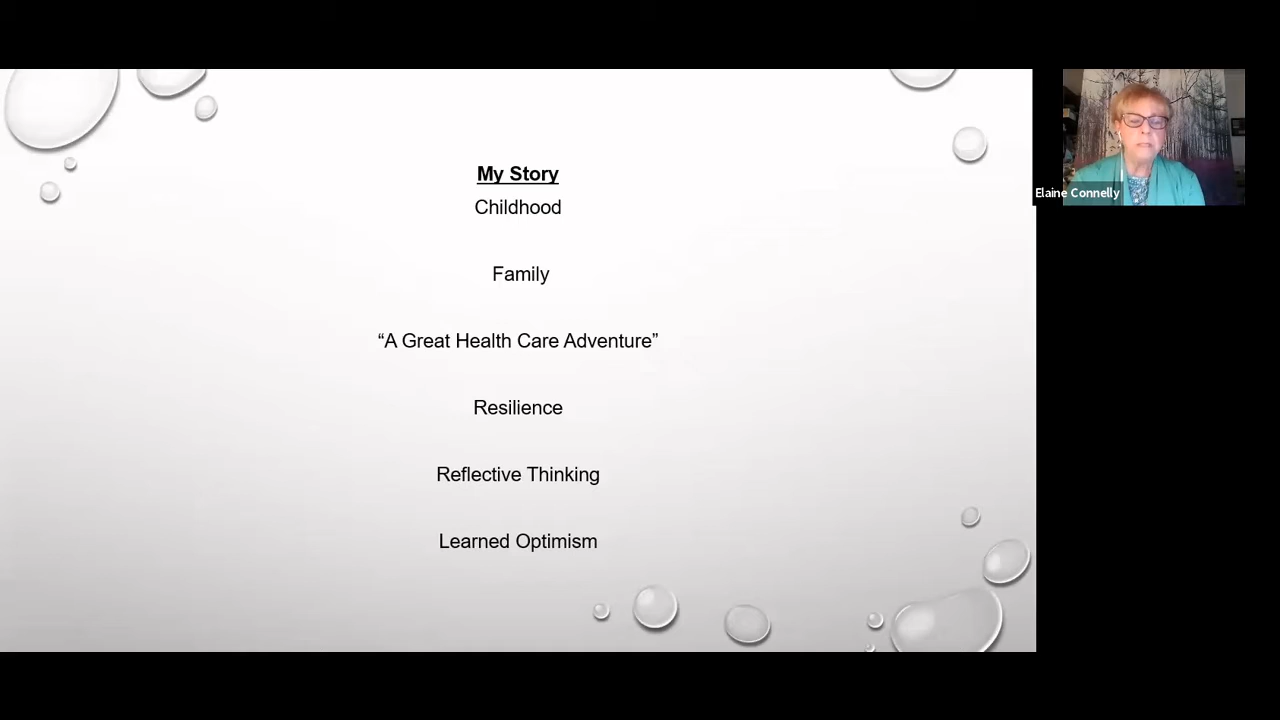 My Story
Childhood
Family
“A Great Health Care Adventure”
Resilience
Reflective Thinking
Learned Optimism
Elaine Connelly